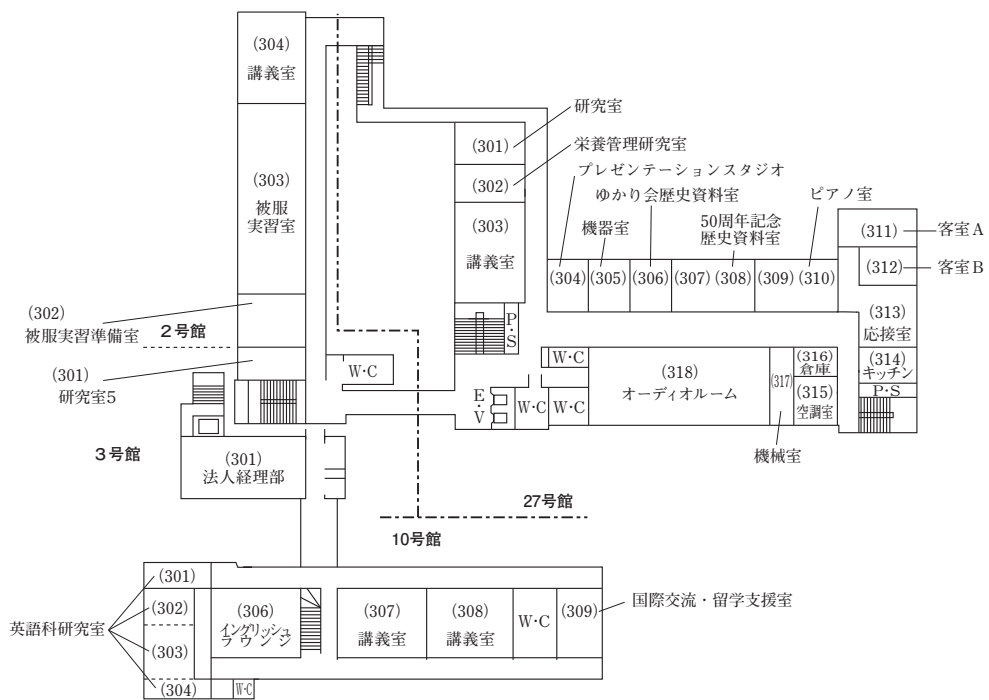 (304)
講義室
(303)
被服
実習室
(302)
被服実習準備室
2号館
(301)
研究室5
3号館
(301)
法人経理部
W·C
(301)
研究室
(302)
栄養管理研究室
(303)
講義室
P·S
E·V
W·C
W·C
W·C
プレゼンテーションスタジオ
ゆかり会歴史資料室
機器室
50周年記念
歴史資料室
ピアノ室
(304)
(305)
(306)
(307)
(308)
(309)
(310)
(311)
客室A
(312)
客室B
(313)
応接室
(314)
キッチン
P·S
(316)
倉庫
(315)
空調室
(317)
機械室
(318)
オーディオルーム
27号館
10号館
(301)
(302)
(303)
(304)
英語科研究室
W·C
(306)
イングリッシュ
ラウンジ
(307)
講義室
(308)
講義室
W·C
(309)
国際交流・留学支援室